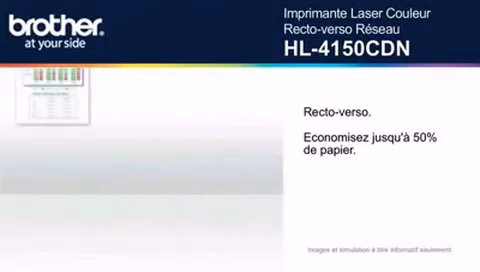 brother
at your side
Imprimante Laser Couleur
Recto-verso Réseau
HL-4150CDN
Recto-verso.
Economisez jusqu'à 50%
de papier.
Images et simulation à titre informatif seulement.